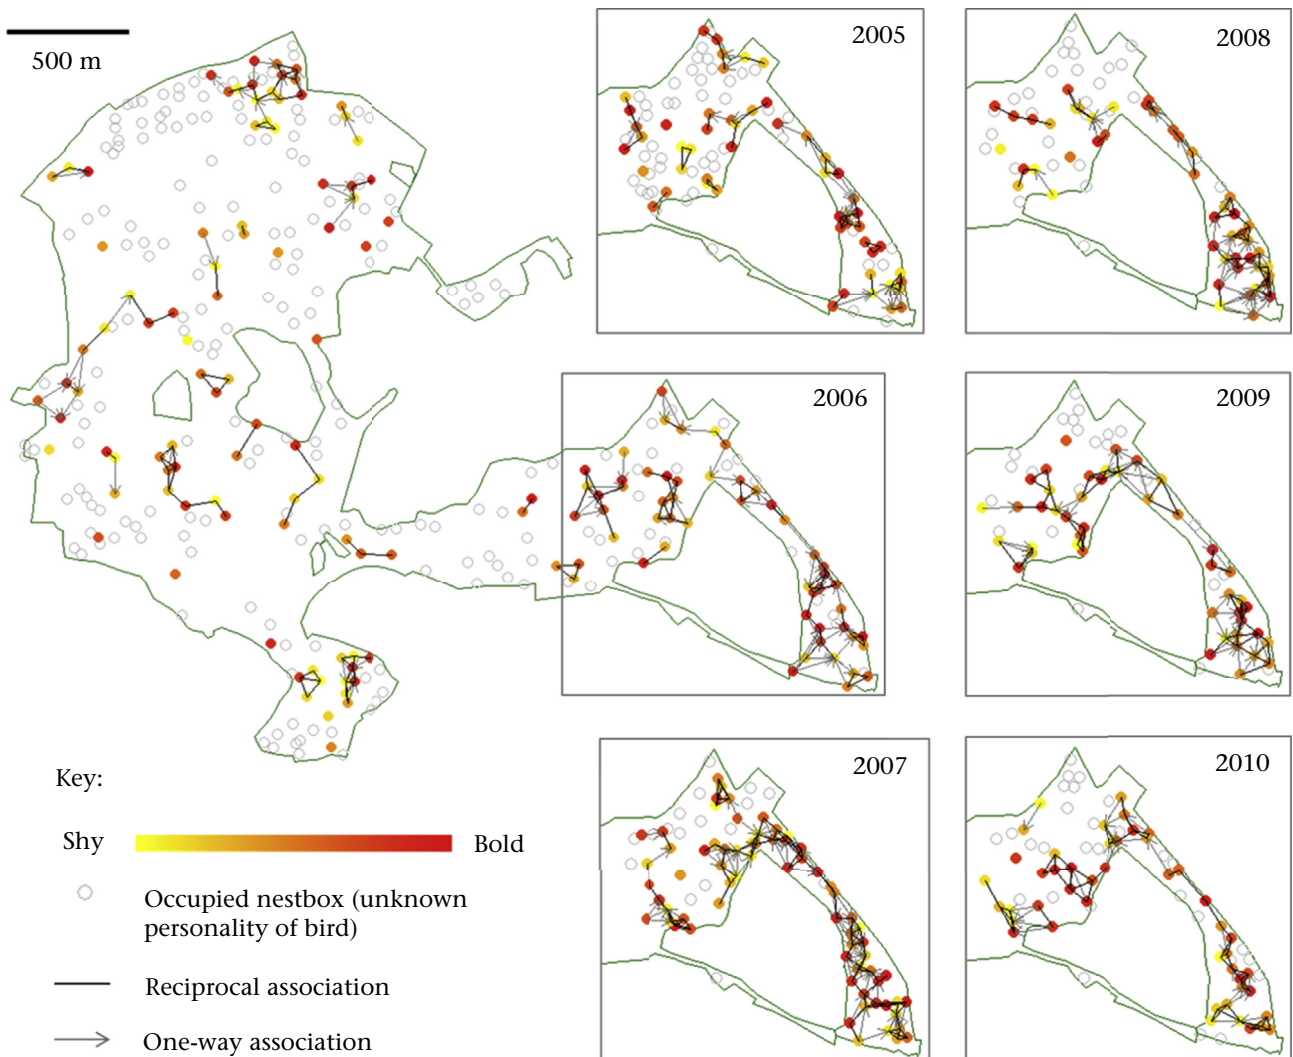 500 m
2005
2008
2006
2009
2007
2010
Key:
Shy
Bold
Occupied nestbox (unknown
personality of bird)
Reciprocal association
One-way association